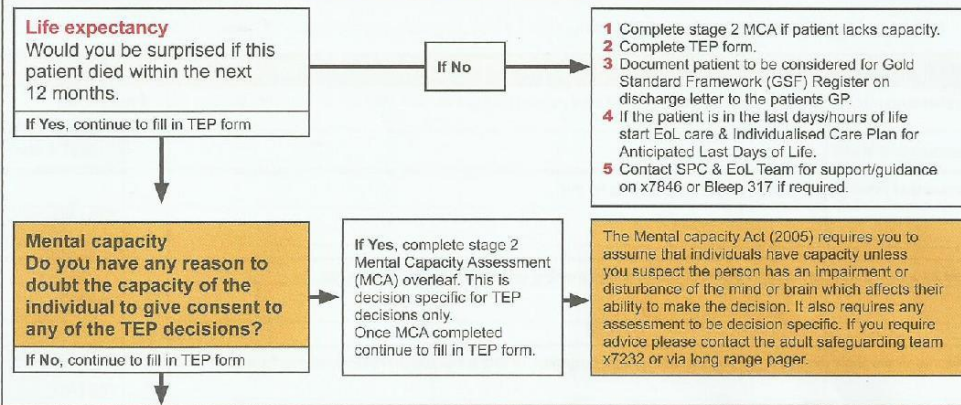 Life expectancy
Would you be surprised if this
patient died within the next
12 months.
If Yes, continue to fill in TEP form
If No
1 Complete stage 2 MCA if patient lacks capacity.
2 Complete TEP form.
3 Document patient to be considered for Gold
Standard Framework (GSF) Register on
discharge letter to the patients GP.
4 If the patient is in the last days/hours of life
start EoL care & Individualised Care Plan for
Anticipated Last Days of Life.
5 Contact SPC & EoL Team for support/guidance
on x7846 or Bleep 317 if required.
Mental capacity
Do you have any reason to
doubt the capacity of the
individual to give consent to
any of the TEP decisions?
If No, continue to fill in TEP form
If Yes, complete stage 2
Mental Capacity Assessment
(MCA) overleaf. This is
decision specific for TEP
decisions only.
Once MCA completed
continue to fill in TEP form.
The Mental capacity Act (2005) requires you to
assume that individuals have capacity unless
you suspect the person has an impairment or
disturbance of the mind or brain which affects their
ability to make the decision. It also requires any
assessment to be decision specific. If you require
advice please contact the adult safeguarding team
x7232 or via long range pager.